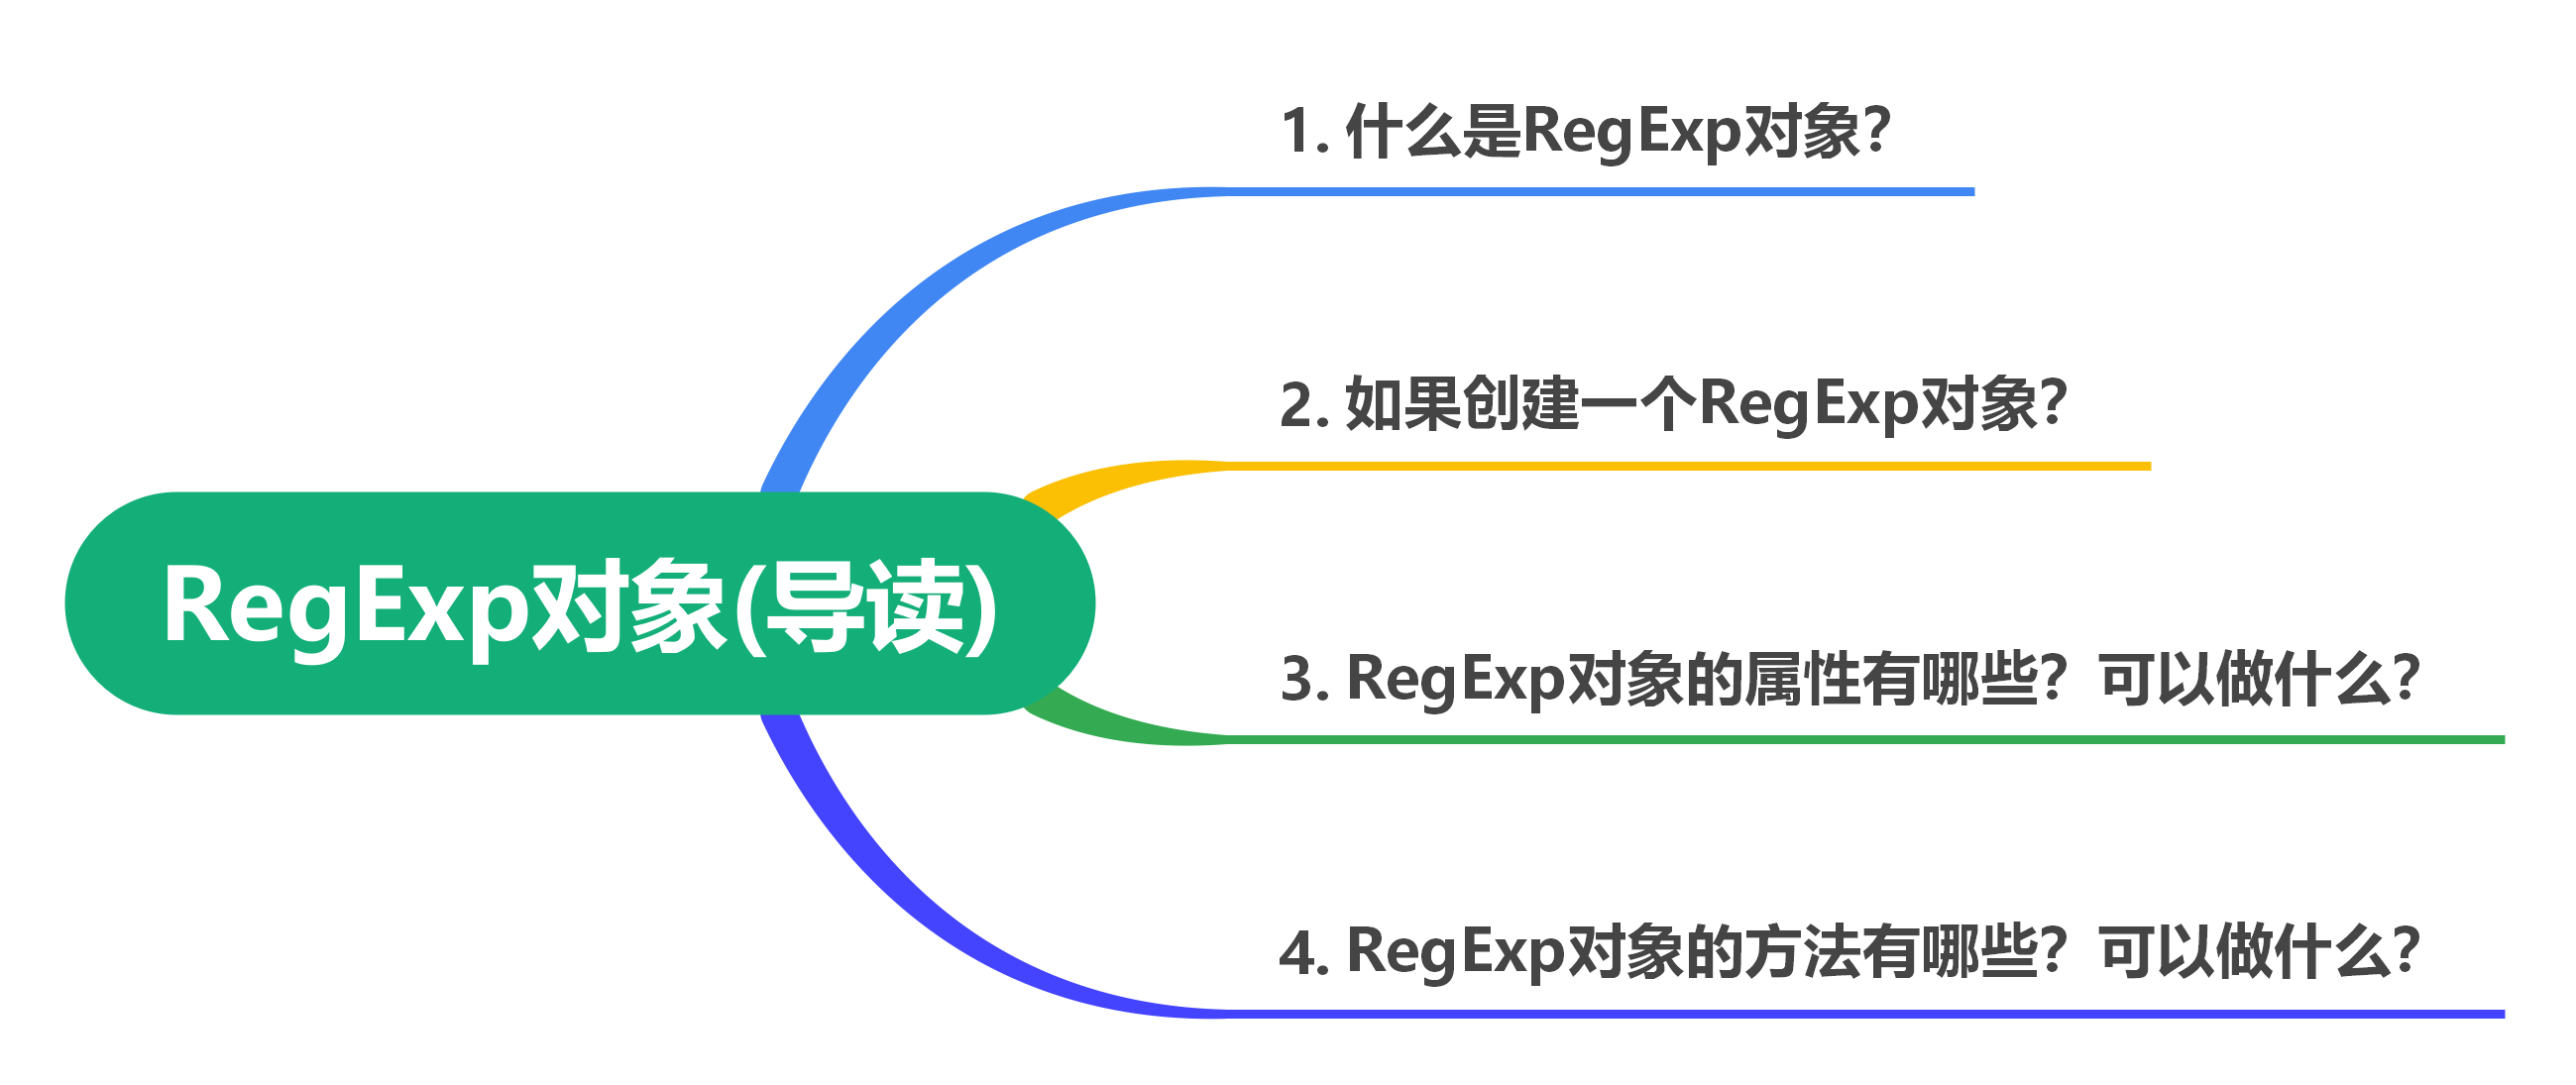 1. 什么是RegExp对象？
2. 如果创建一个RegExp对象？
RegExp对象(导读)
3. RegExp对象的属性有哪些？可以做什么？
4. RegExp对象的方法有哪些？可以做什么？